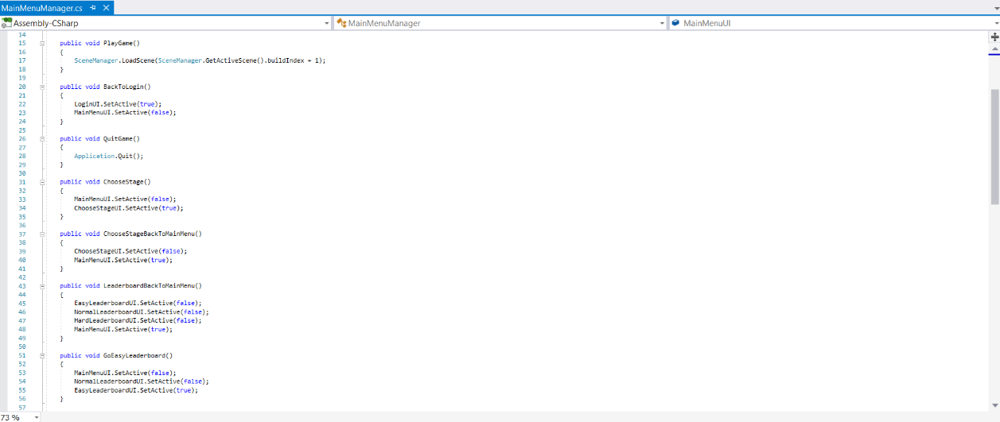 MainMenuManager.cs
Assembly-CSharp MainMenuManager MainMenuUI
14
15 public void PlayGame()
16 {
17 SceneManager.LoadScene(SceneManager.GetActiveScene().buildIndex + 1);
18 }
19
20 public void BackToLogin()
21 {
22 LoginUI.SetActive(true);
23 MainMenuUI.SetActive(false);
24 }
25
26 public void QuitGame()
27 {
28 Application.Quit();
29 }
30
31 public void ChooseStage()
32 {
33 MainMenuUI.SetActive(false);
34 ChooseStageUI.SetActive(true);
35 }
36
37 public void ChooseStageBackToMainMenu()
38 {
39 ChooseStageUI.SetActive(false);
40 MainMenuUI.SetActive(true);
41 }
42
43 public void LeaderboardBackToMainMenu()
44 {
45 EasyLeaderboardUI.SetActive(false);
46 NormalLeaderboardUI.SetActive(false);
47 HardLeaderboardUI.SetActive(false);
48 MainMenuUI.SetActive(true);
49 }
50
51 public void GoEasyLeaderboard()
52 {
53 MainMenuUI.SetActive(false);
54 NormalLeaderboardUI.SetActive(false);
55 EasyLeaderboardUI.SetActive(true);
56 }
57
73 %